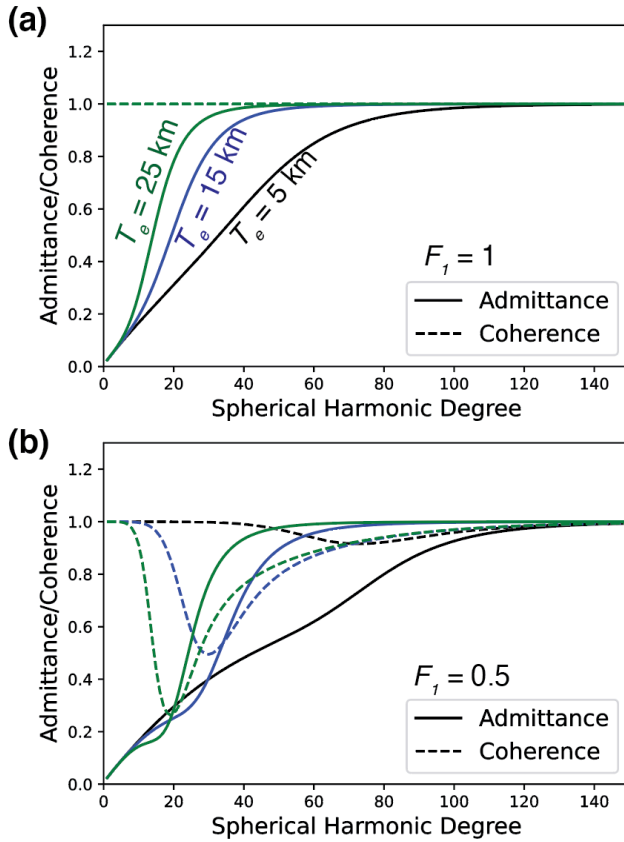 (a)
1.2
1.0
0.8
0.6
0.4
0.2
0.0
Admittance/Coherence
T_e = 25 km
T_e = 15 km
T_e = 5 km
F_1 = 1
Admittance
Coherence
0 20 40 60 80 100 120 140
Spherical Harmonic Degree
(b)
1.2
1.0
0.8
0.6
0.4
0.2
0.0
Admittance/Coherence
F_1 = 0.5
Admittance
Coherence
0 20 40 60 80 100 120 140
Spherical Harmonic Degree